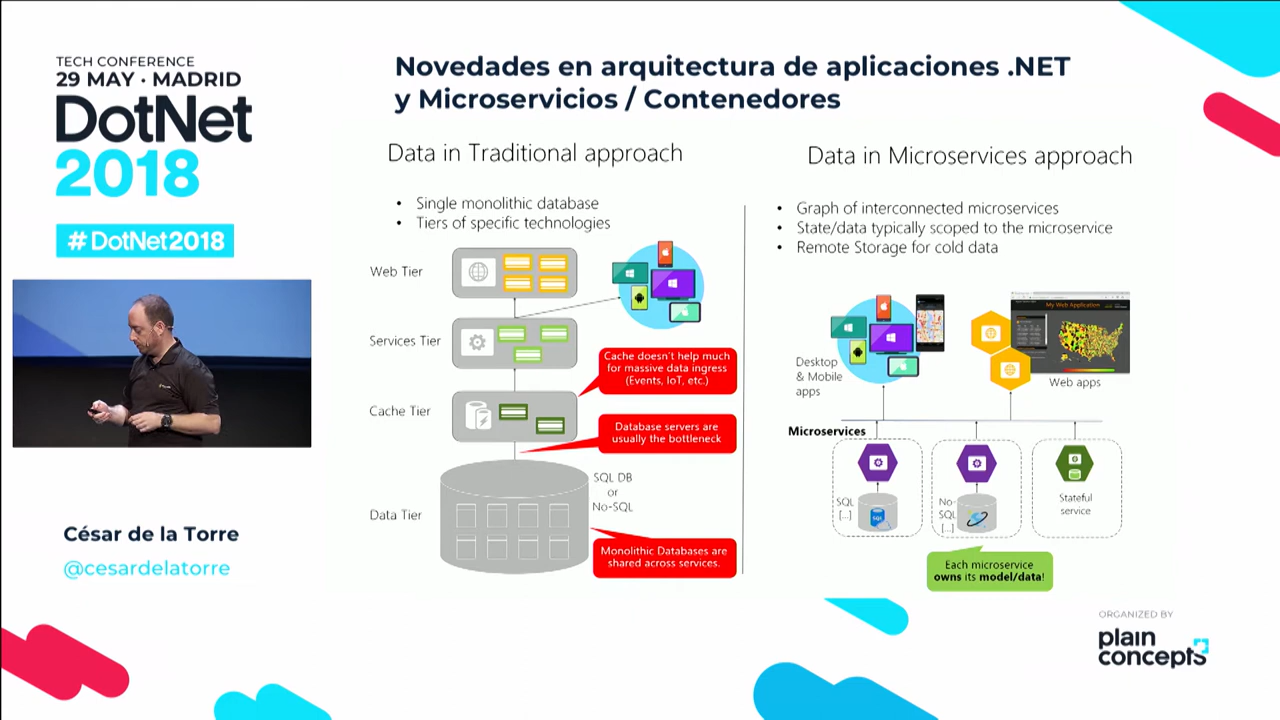 TECH CONFERENCE
29 MAY · MADRID
DotNet
2018
#DotNet2018
César de la Torre
@cesardelatorre
Novedades en arquitectura de aplicaciones .NET
y Microservicios / Contenedores
Data in Traditional approach
• Single monolithic database
• Tiers of specific technologies
Web Tier
Services Tier
Cache Tier
Data Tier
Cache doesn't help much
for massive data ingress
(Events, IoT, etc.)
Database servers are
usually the bottleneck
SQL DB
or
No-SQL
Monolithic Databases are
shared across services.
Data in Microservices approach
• Graph of interconnected microservices
• State/data typically scoped to the microservice
• Remote Storage for cold data
My Web Application
Desktop
& Mobile
apps
Web apps
Microservices
SQL
[...]
SQL
No-
SQL
[...]
Stateful
service
Each microservice
owns its model/data!
ORGANIZED BY
plain
concepts